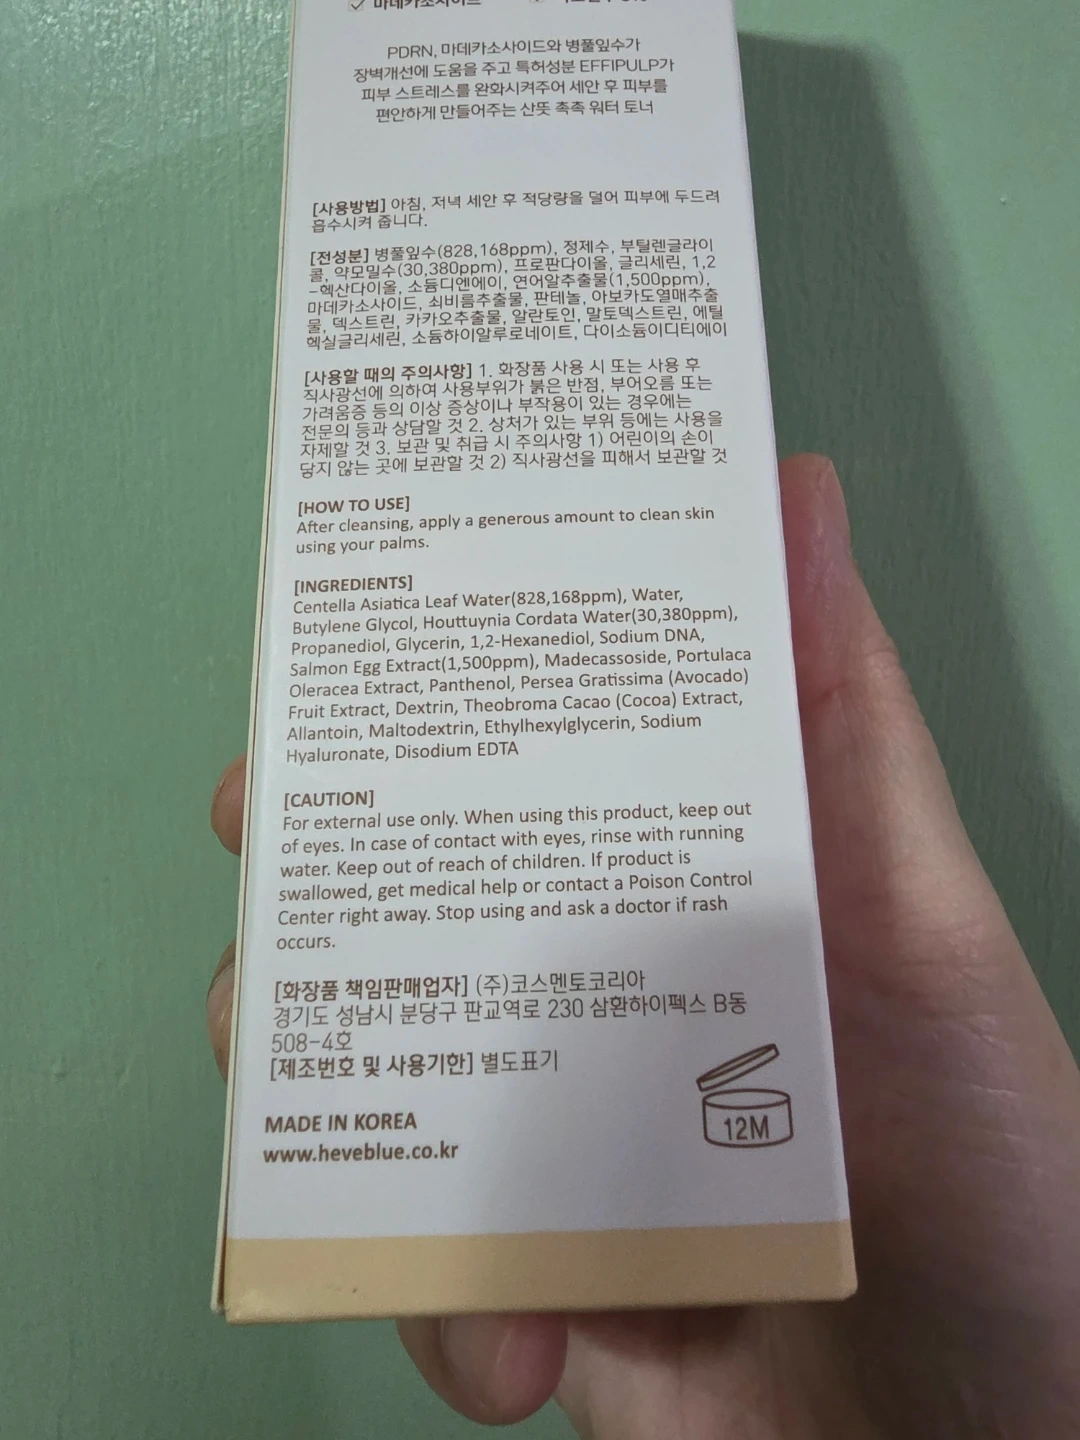 마데카소사이드
PDRN, 마데카소사이드와 병풀잎수가
장벽개선에 도움을 주고 특허성분 EFFIPULP가
피부 스트레스를 완화시켜주어 세안 후 피부를
편안하게 만들어주는 산뜻 촉촉 워터 토너
[사용방법] 아침, 저녁 세안 후 적당량을 덜어 피부에 두드려
흡수시켜 줍니다.
[전성분] 병풀잎수(828,168ppm), 정제수, 부틸렌글라이
콜, 약모밀수(30,380ppm), 프로판다이올, 글리세린, 1,2
-헥산다이올, 소듐디엔에이, 연어알추출물(1,500ppm),
마데카소사이드, 쇠비름추출물, 판테놀, 아보카도열매추출
물, 덱스트린, 카카오추출물, 알란토인, 말토덱스트린, 에틸
헥실글리세린, 소듐하이알루로네이트, 다이소듐이디티에이
[사용할 때의 주의사항] 1. 화장품 사용 시 또는 사용 후
직사광선에 의하여 사용부위가 붉은 반점, 부어오름 또는
가려움증 등의 이상 증상이나 부작용이 있는 경우에는
전문의 등과 상담할 것 2. 상처가 있는 부위 등에는 사용을
자제할 것 3. 보관 및 취급 시 주의사항 1) 어린이의 손이
닿지 않는 곳에 보관할 것 2) 직사광선을 피해서 보관할 것
[HOW TO USE]
After cleansing, apply a generous amount to clean skin
using your palms.
[INGREDIENTS]
Centella Asiatica Leaf Water(828,168ppm), Water,
Butylene Glycol, Houttuynia Cordata Water(30,380ppm),
Propanediol, Glycerin, 1,2-Hexanediol, Sodium DNA,
Salmon Egg Extract(1,500ppm), Madecassoside, Portulaca
Oleracea Extract, Panthenol, Persea Gratissima (Avocado)
Fruit Extract, Dextrin, Theobroma Cacao (Cocoa) Extract,
Allantoin, Maltodextrin, Ethylhexylglycerin, Sodium
Hyaluronate, Disodium EDTA
[CAUTION]
For external use only. When using this product, keep out
of eyes. In case of contact with eyes, rinse with running
water. Keep out of reach of children. If product is
swallowed, get medical help or contact a Poison Control
Center right away. Stop using and ask a doctor if rash
occurs.
[화장품 책임판매업자] (주)코스멘토코리아
경기도 성남시 분당구 판교역로 230 삼환하이펙스 B동
508-4호
[제조번호 및 사용기한] 별도표기
MADE IN KOREA
www.heveblue.co.kr
12M